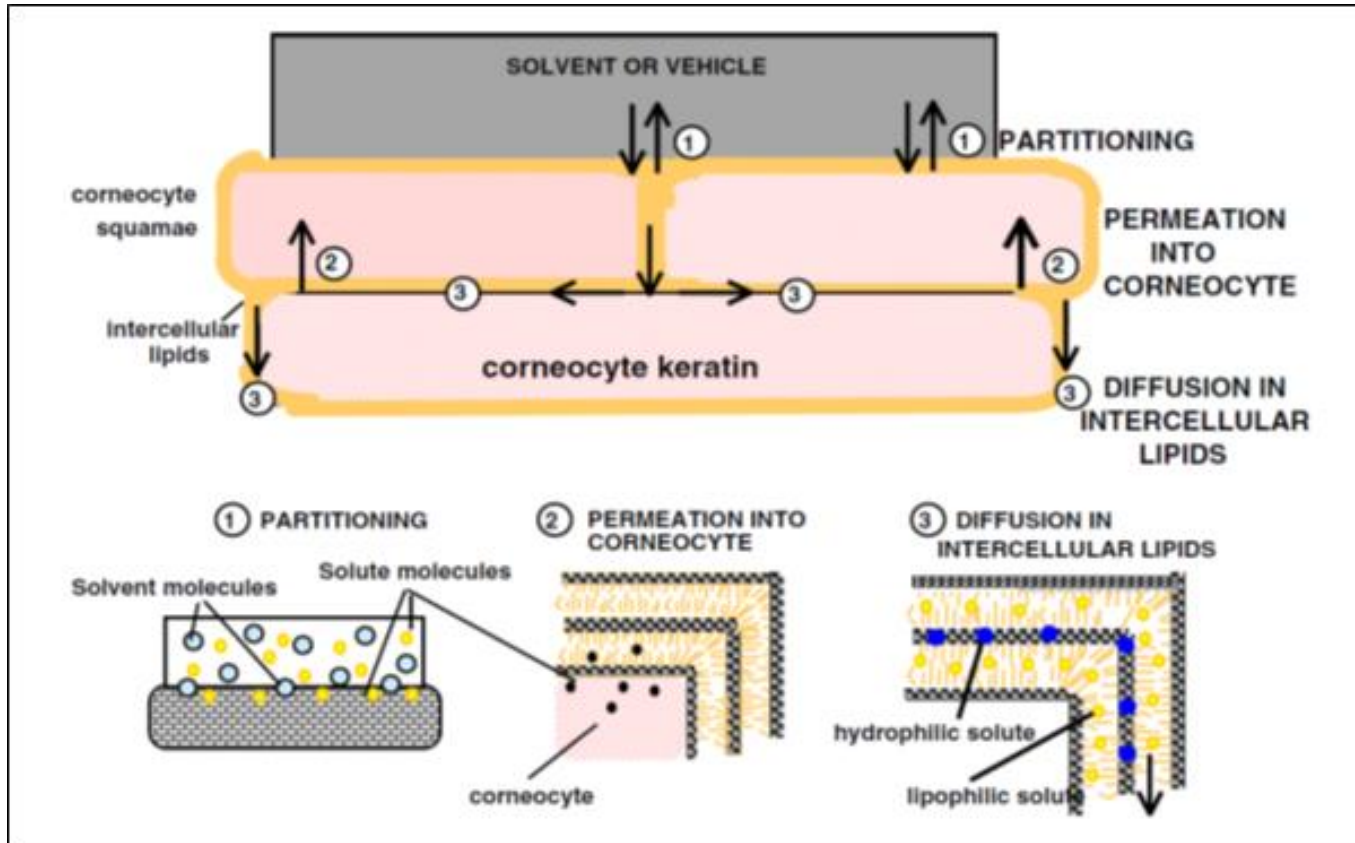 SOLVENT OR VEHICLE
1
1 PARTITIONING
corneocyte
squamae
2
2
PERMEATION
INTO
CORNEOCYTE
3
3
intercellular
lipids
corneocyte keratin
3
3
DIFFUSION IN
INTERCELLULAR
LIPIDS
1 PARTITIONING
Solvent molecules
Solute molecules
2 PERMEATION INTO
CORNEOCYTE
corneocyte
3 DIFFUSION IN
INTERCELLULAR LIPIDS
hydrophilic solute
lipophilic solute